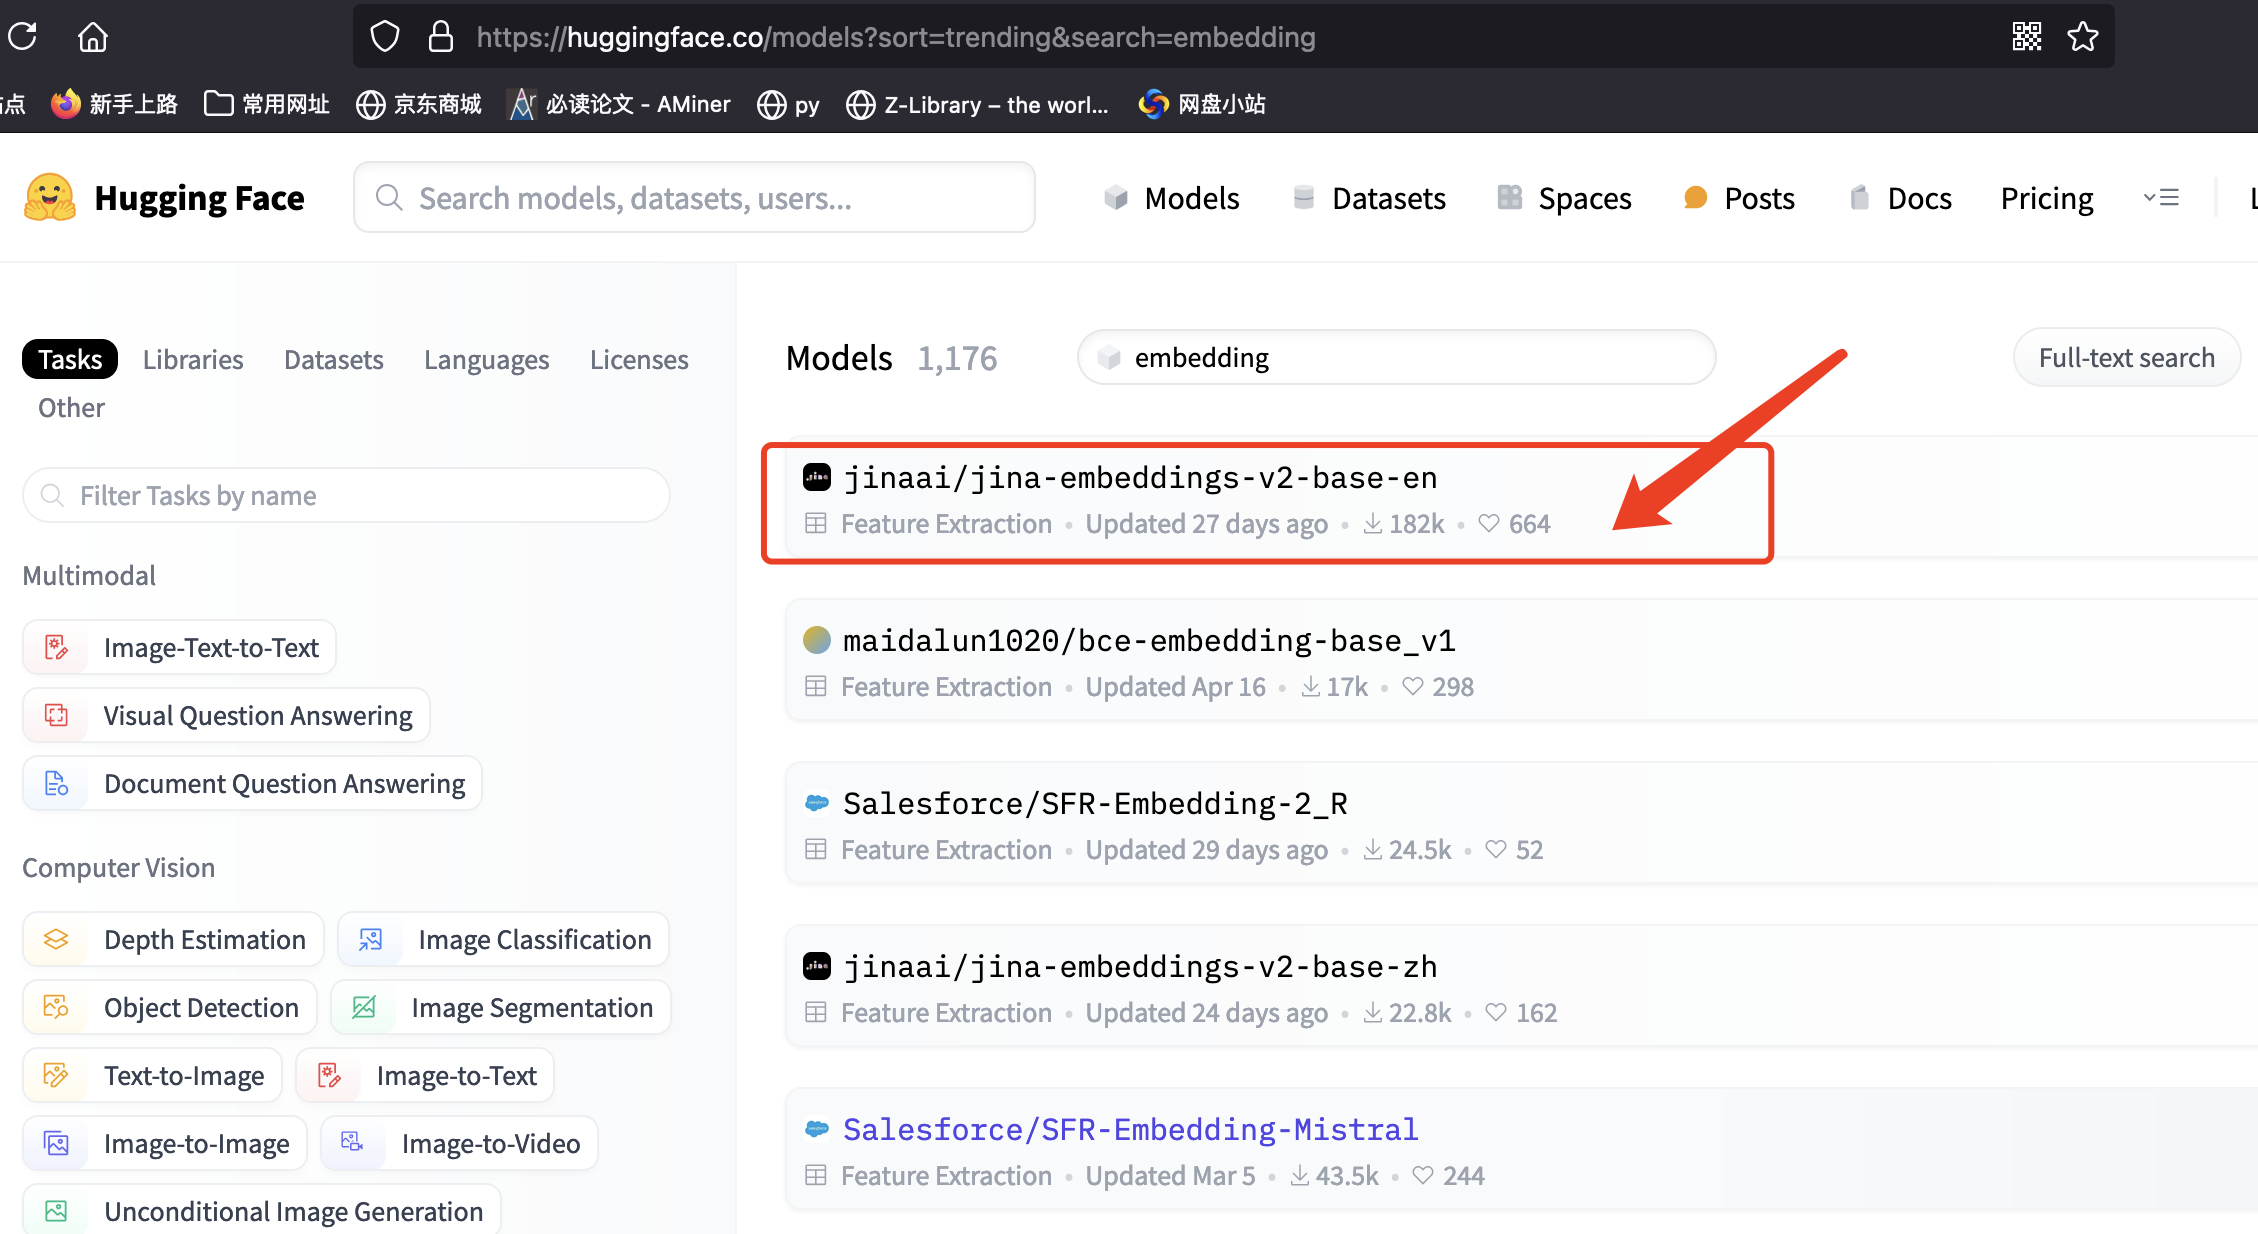 https://huggingface.co/models?sort=trending&search=embedding
点 新手上路 常用网址 京东商城 必读论文 - AMiner py Z-Library – the worl... 网盘小站
Hugging Face Search models, datasets, users... Models Datasets Spaces Posts Docs Pricing
Tasks Libraries Datasets Languages Licenses
Other
Filter Tasks by name
Multimodal
Image-Text-to-Text
Visual Question Answering
Document Question Answering
Computer Vision
Depth Estimation Image Classification
Object Detection Image Segmentation
Text-to-Image Image-to-Text
Image-to-Image Image-to-Video
Unconditional Image Generation
Models 1,176 embedding Full-text search
jinaai/jina-embeddings-v2-base-en
Feature Extraction • Updated 27 days ago • 182k • 664
maidalun1020/bce-embedding-base_v1
Feature Extraction • Updated Apr 16 • 17k • 298
Salesforce/SFR-Embedding-2_R
Feature Extraction • Updated 29 days ago • 24.5k • 52
jinaai/jina-embeddings-v2-base-zh
Feature Extraction • Updated 24 days ago • 22.8k • 162
Salesforce/SFR-Embedding-Mistral
Feature Extraction • Updated Mar 5 • 43.5k • 244